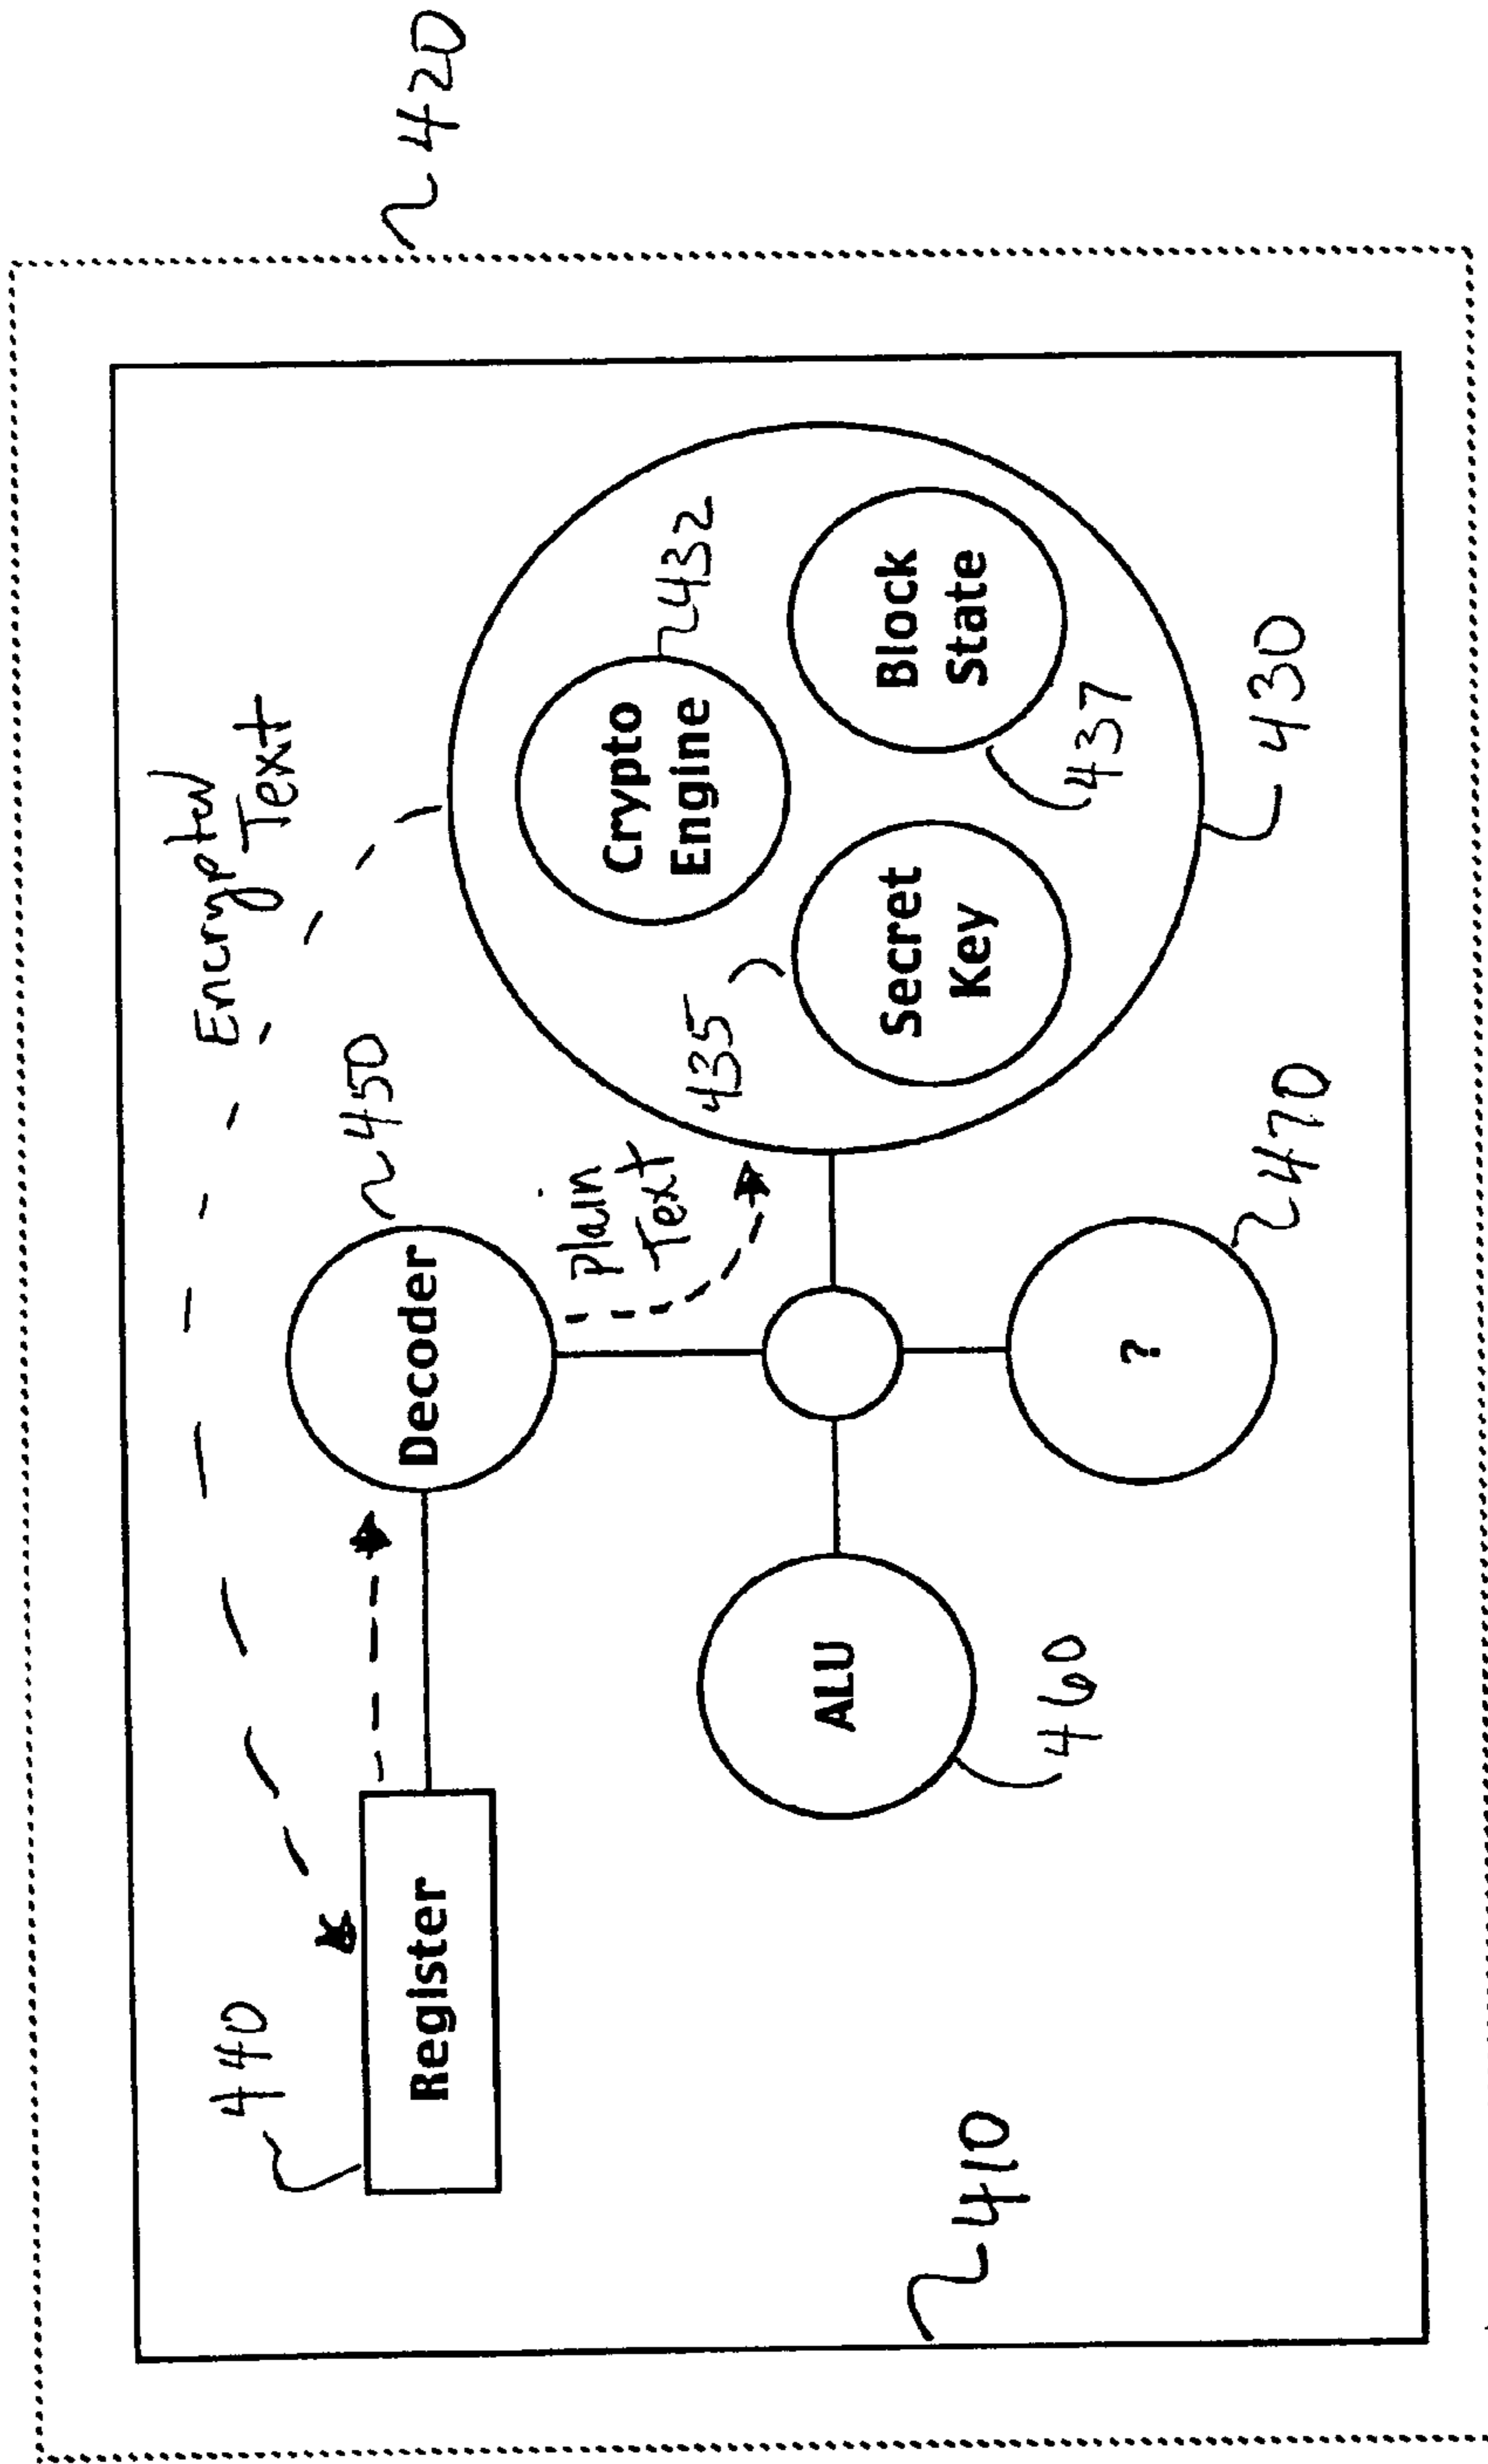 420
Encrypted
Text
440
450
Register
Decoder
Plain
Text
435
432
Crypto
Engine
Secret
Key
Block
State
437
ALU
460
?
470
430
410